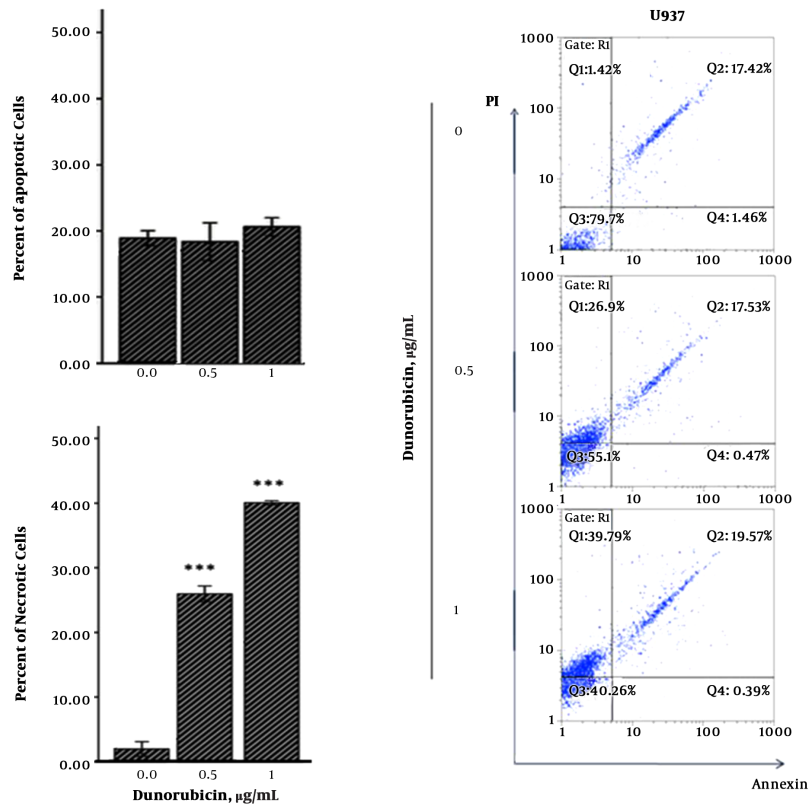 Percent of apoptotic Cells
50.00
40.00
30.00
20.00
10.00
0.00
0.0 0.5 1
Percent of Necrotic Cells
50.00
40.00
30.00
20.00
10.00
0.00
***
***
0.0 0.5 1
Dunorubicin, μg/mL
Dunorubicin, μg/mL
0
0.5
1
U937
PI
1000
100
10
1
Gate: R1
Q1:1.42% Q2: 17.42%
Q3:79.7% Q4: 1.46%
1 10 100 1000
1000
100
10
1
Gate: R1
Q1:26.9% Q2: 17.53%
Q3:55.1% Q4: 0.47%
1 10 100 1000
1000
100
10
1
Gate: R1
Q1:39.79% Q2: 19.57%
Q3:40.26% Q4: 0.39%
1 10 100 1000
Annexin